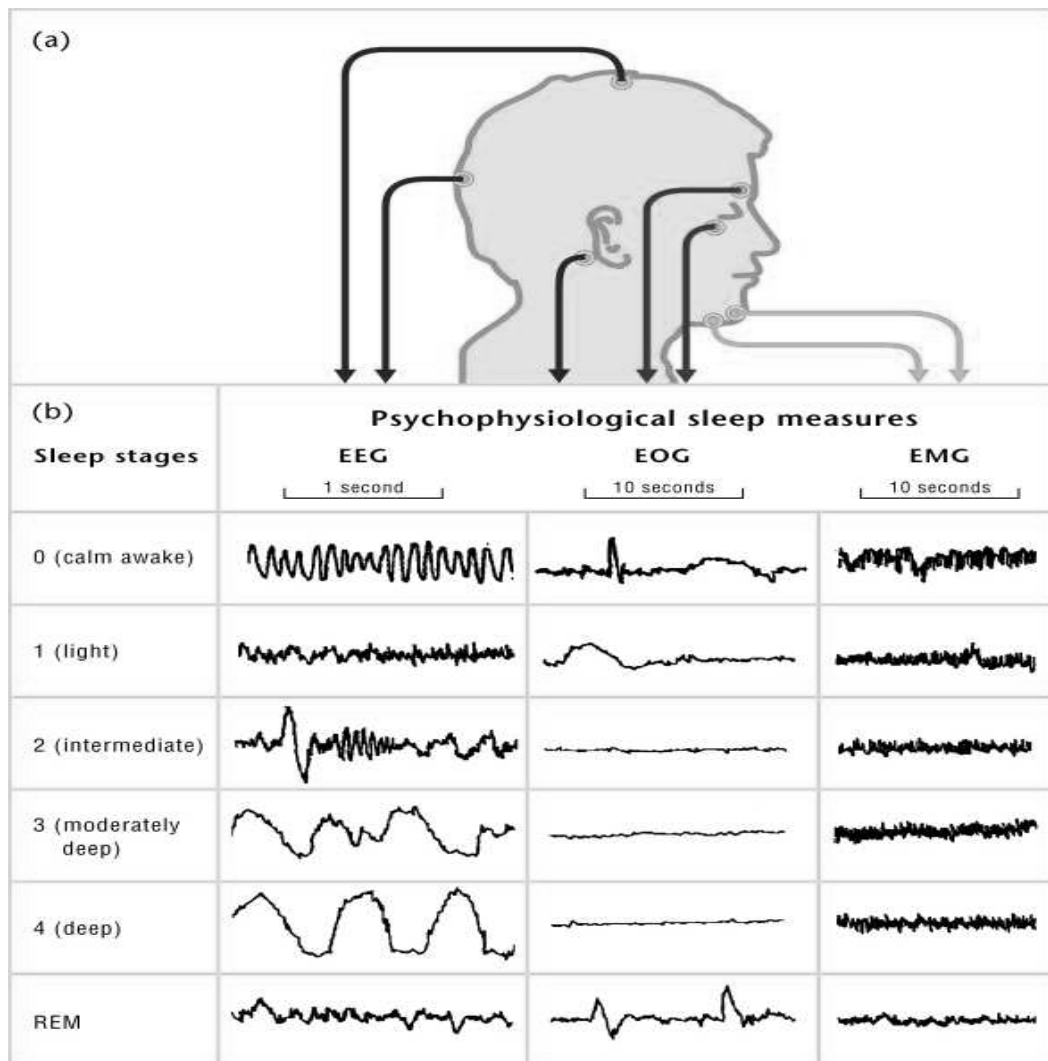 (a)
(b)
Psychophysiological sleep measures
Sleep stages
EEG
EOG
EMG
1 second
10 seconds
10 seconds
0 (calm awake)
1 (light)
2 (intermediate)
3 (moderately
deep)
4 (deep)
REM